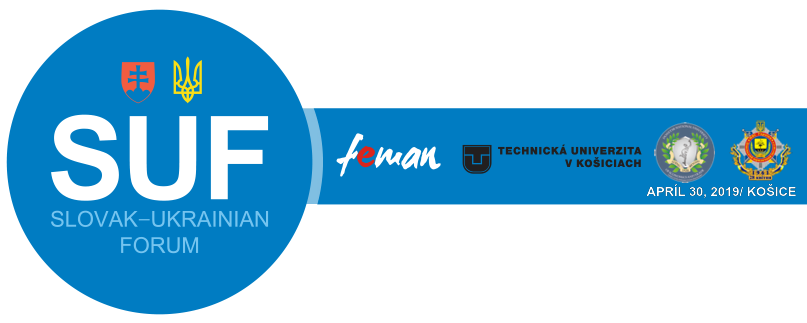 SUF
SLOVAK–UKRAINIAN
FORUM
feman
TECHNICKÁ UNIVERZITA
V KOŠICIACH
APRÍL 30, 2019/ KOŠICE